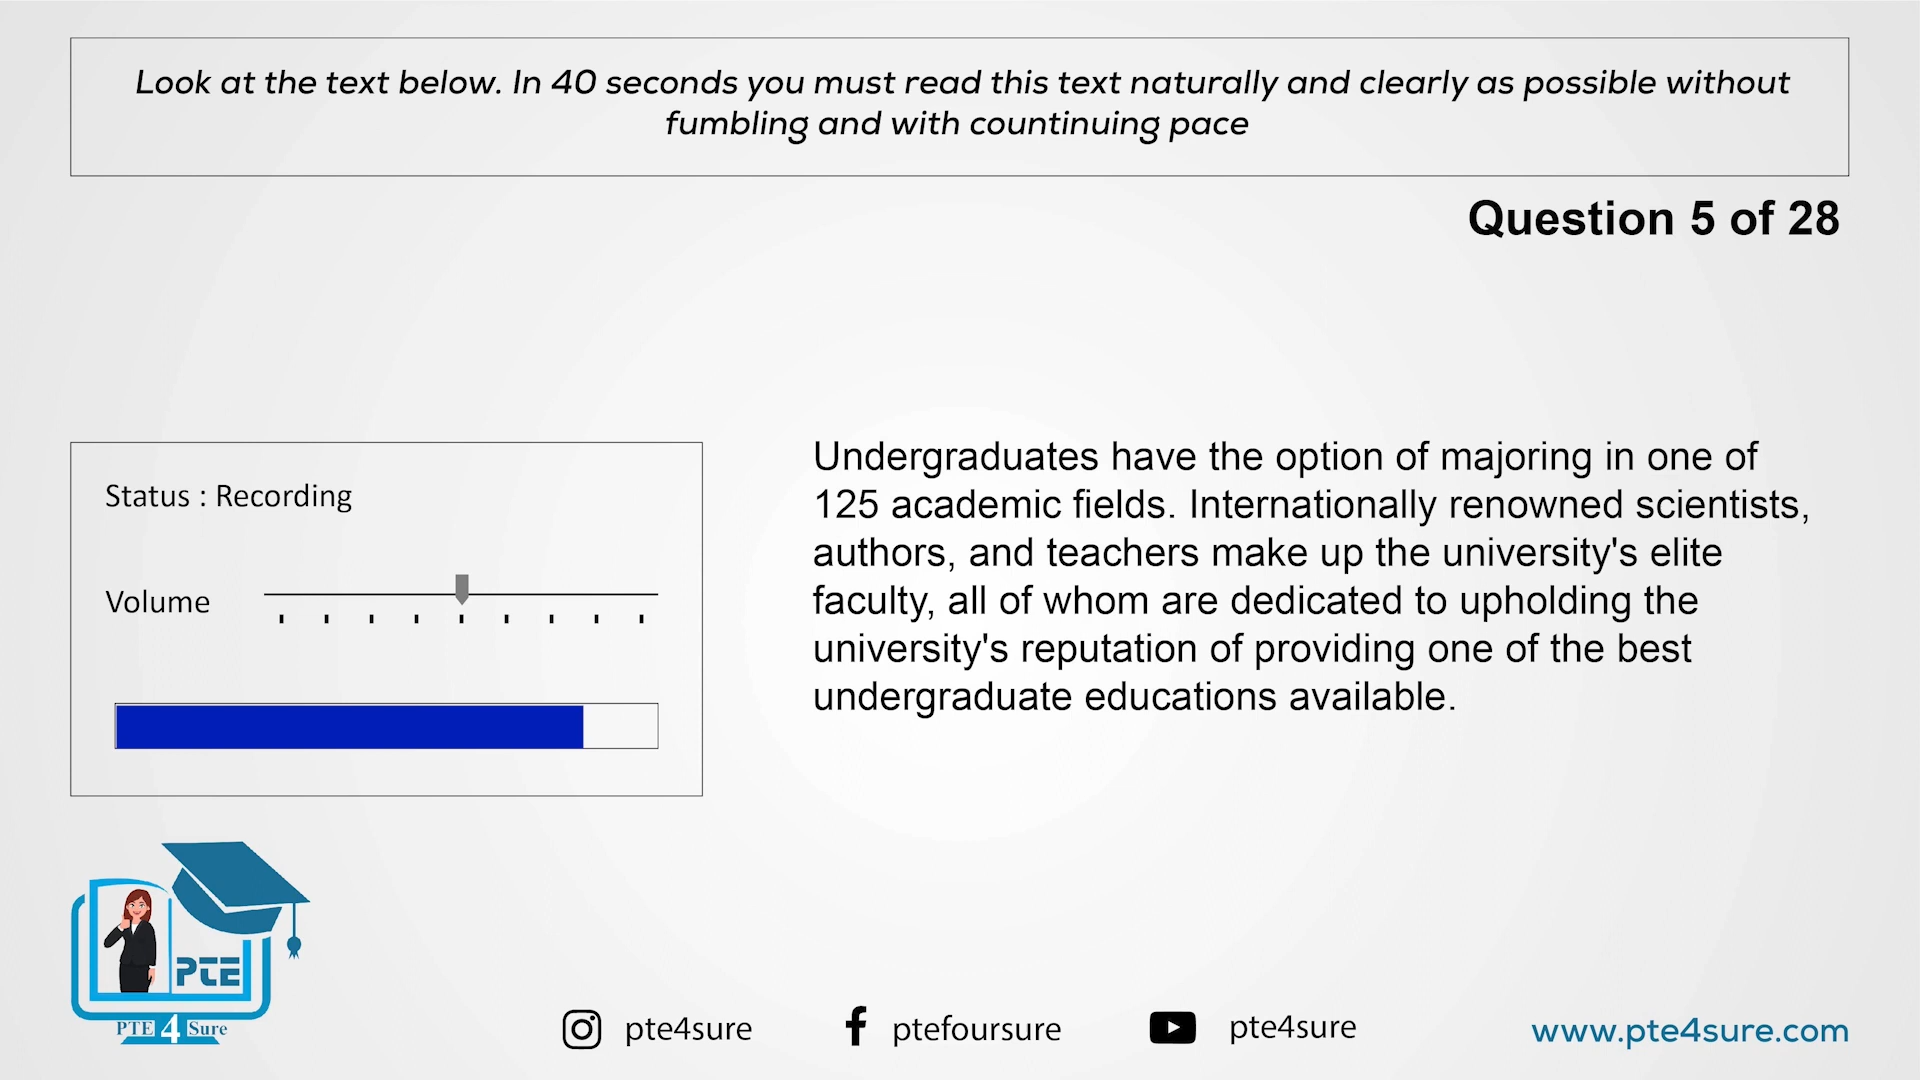 Look at the text below. In 40 seconds you must read this text naturally and clearly as possible without
fumbling and with countinuing pace
Question 5 of 28
Status : Recording
Volume
Undergraduates have the option of majoring in one of
125 academic fields. Internationally renowned scientists,
authors, and teachers make up the university's elite
faculty, all of whom are dedicated to upholding the
university's reputation of providing one of the best
undergraduate educations available.
PTE
PTE 4 Sure
pte4sure
ptefoursure
pte4sure
www.pte4sure.com